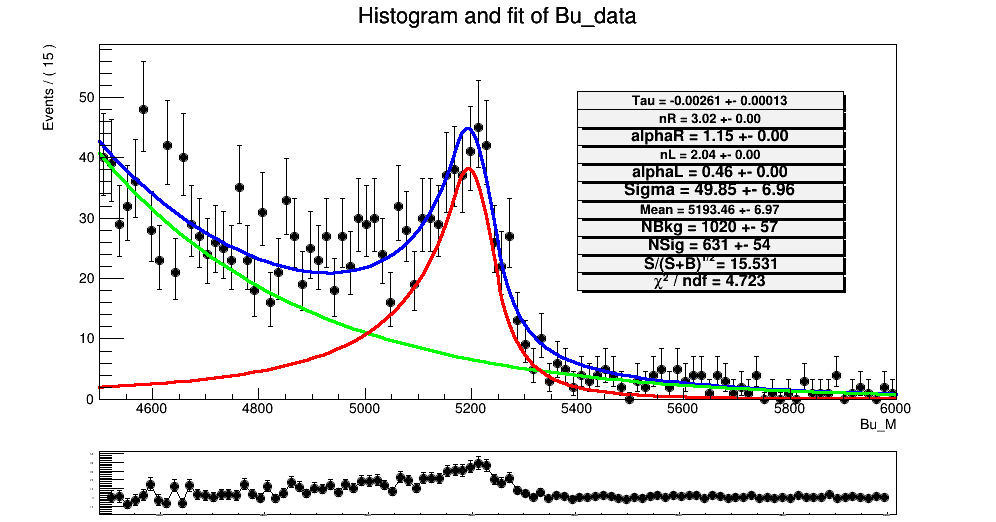 Histogram and fit of Bu_data
Events / ( 15 )
50
40
30
20
10
0
Tau = -0.00261 +- 0.00013
nR = 3.02 +- 0.00
alphaR = 1.15 +- 0.00
nL = 2.04 +- 0.00
alphaL = 0.46 +- 0.00
Sigma = 49.85 +- 6.96
Mean = 5193.46 +- 6.97
NBkg = 1020 +- 57
NSig = 631 +- 54
S/(S+B)^1/2 = 15.531
χ² / ndf = 4.723
4600 4800 5000 5200 5400 5600 5800 6000
Bu_M